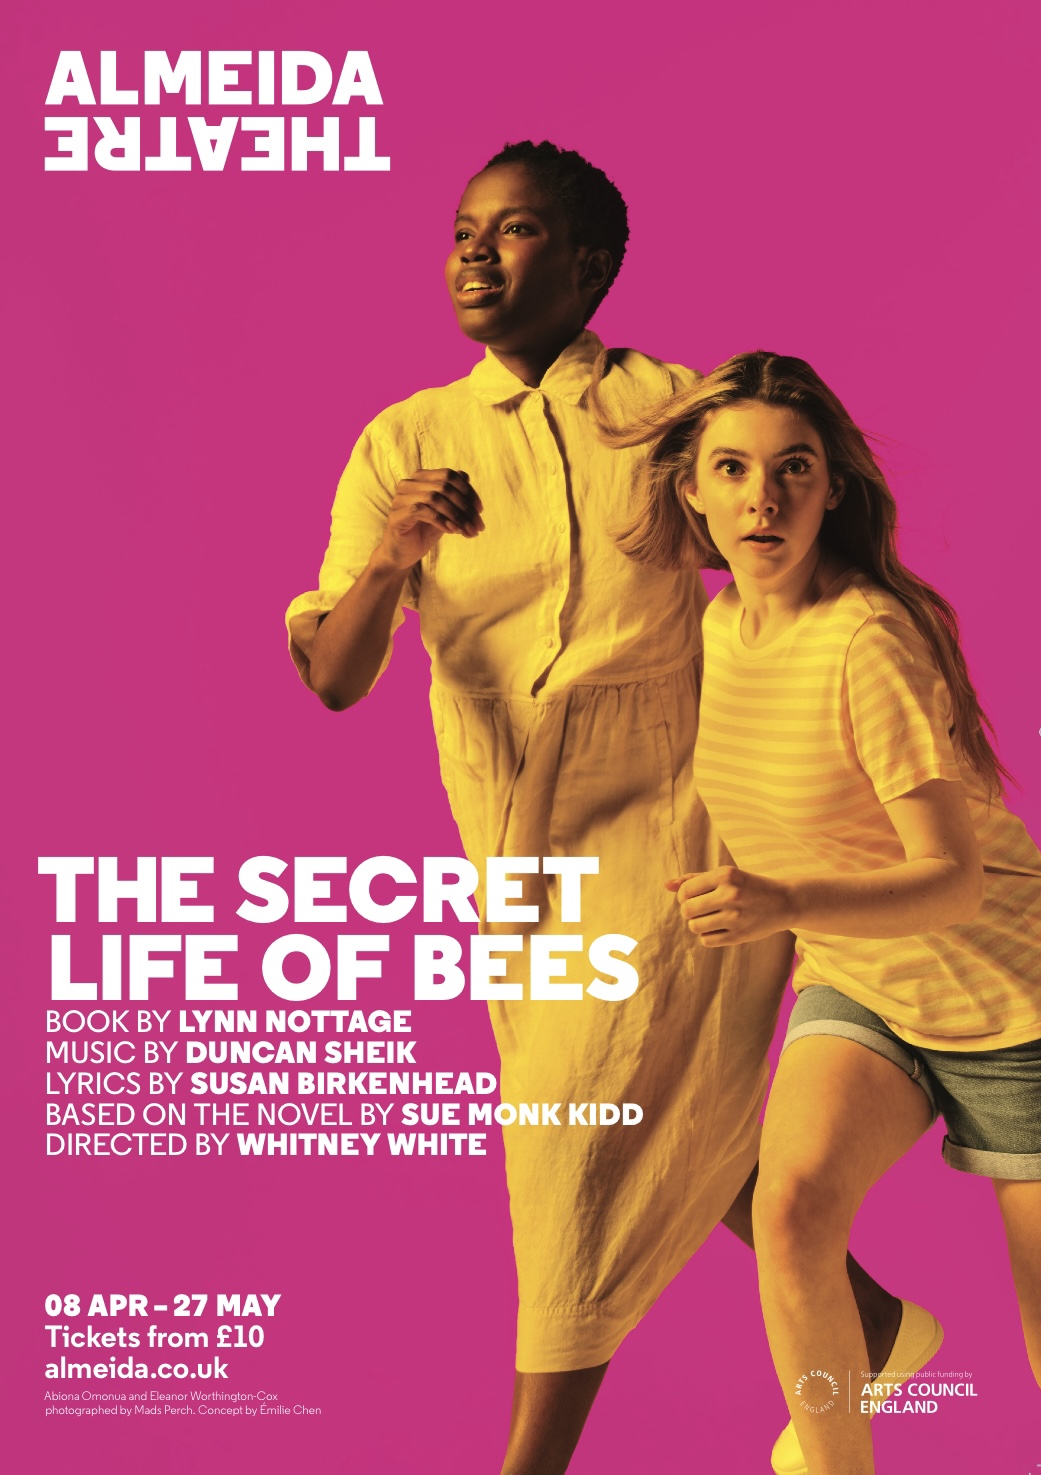 ALMEIDA
THEATRE
THE SECRET
LIFE OF BEES
BOOK BY LYNN NOTTAGE
MUSIC BY DUNCAN SHEIK
LYRICS BY SUSAN BIRKENHEAD
BASED ON THE NOVEL BY SUE MONK KIDD
DIRECTED BY WHITNEY WHITE
08 APR – 27 MAY
Tickets from £10
almeida.co.uk
Abiona Omonua and Eleanor Worthington-Cox
photographed by Mads Perch. Concept by Émilie Chen
ARTS COUNCIL
ENGLAND
Supported using public funding by
ARTS COUNCIL
ENGLAND